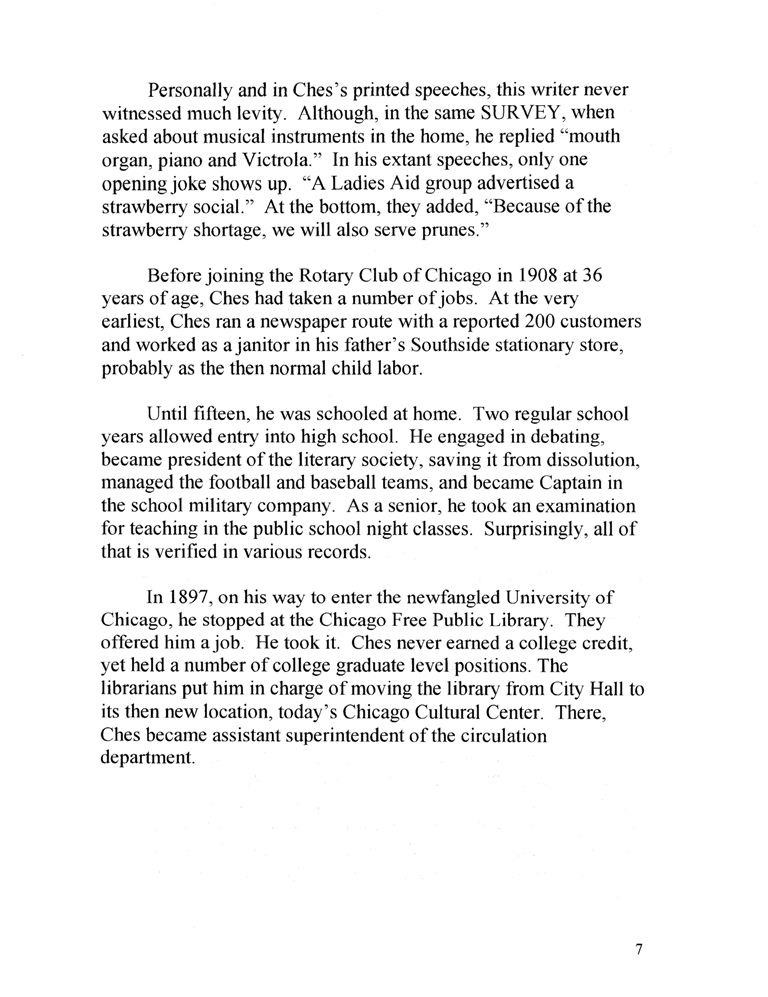 Personally and in Ches's printed speeches, this writer never
witnessed much levity.  Although, in the same SURVEY, when
asked about musical instruments in the home, he replied “mouth
organ, piano and Victrola.”  In his extant speeches, only one
opening joke shows up.  “A Ladies Aid group advertised a
strawberry social.”  At the bottom, they added, “Because of the
strawberry shortage, we will also serve prunes.”
Before joining the Rotary Club of Chicago in 1908 at 36
years of age, Ches had taken a number of jobs.  At the very
earliest, Ches ran a newspaper route with a reported 200 customers
and worked as a janitor in his father's Southside stationary store,
probably as the then normal child labor.
Until fifteen, he was schooled at home.  Two regular school
years allowed entry into high school.  He engaged in debating,
became president of the literary society, saving it from dissolution,
managed the football and baseball teams, and became Captain in
the school military company.  As a senior, he took an examination
for teaching in the public school night classes.  Surprisingly, all of
that is verified in various records.
In 1897, on his way to enter the newfangled University of
Chicago, he stopped at the Chicago Free Public Library.  They
offered him a job.  He took it.  Ches never earned a college credit,
yet held a number of college graduate level positions. The
librarians put him in charge of moving the library from City Hall to
its then new location, today's Chicago Cultural Center.  There,
Ches became assistant superintendent of the circulation
department.
7